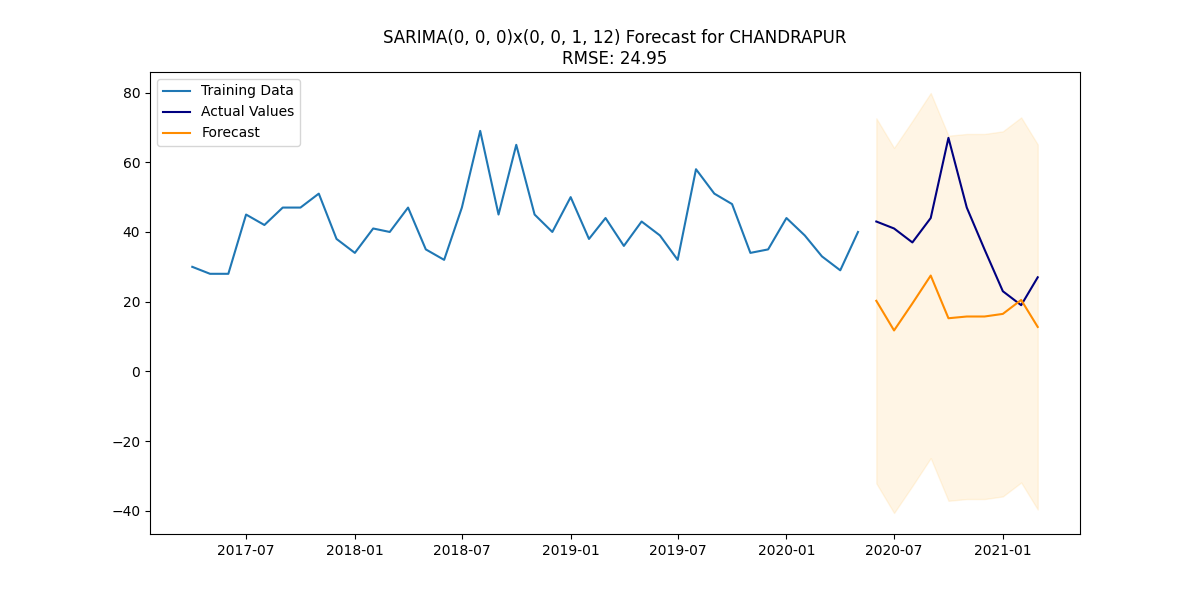 SARIMA(0, 0, 0)x(0, 0, 1, 12) Forecast for CHANDRAPUR
RMSE: 24.95
Training Data
Actual Values
Forecast
80
60
40
20
0
−20
−40
2017-07 2018-01 2018-07 2019-01 2019-07 2020-01 2020-07 2021-01